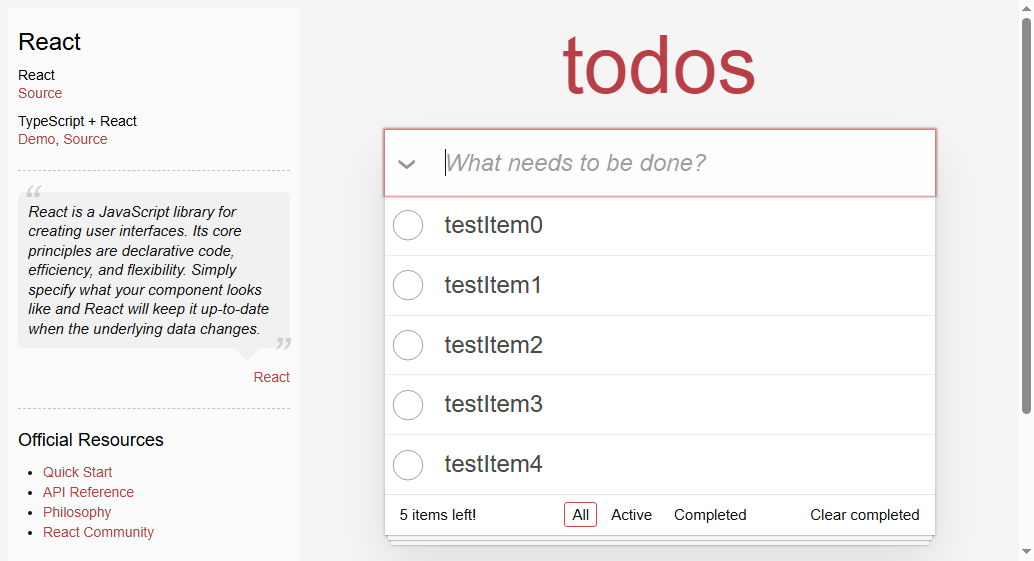 React
React
Source
TypeScript + React
Demo, Source
“
React is a JavaScript library for
creating user interfaces. Its core
principles are declarative code,
efficiency, and flexibility. Simply
specify what your component looks
like and React will keep it up-to-date
when the underlying data changes.
”
React
Official Resources
Quick Start
API Reference
Philosophy
React Community
todos
What needs to be done?
testItem0
testItem1
testItem2
testItem3
testItem4
5 items left!
All
Active
Completed
Clear completed